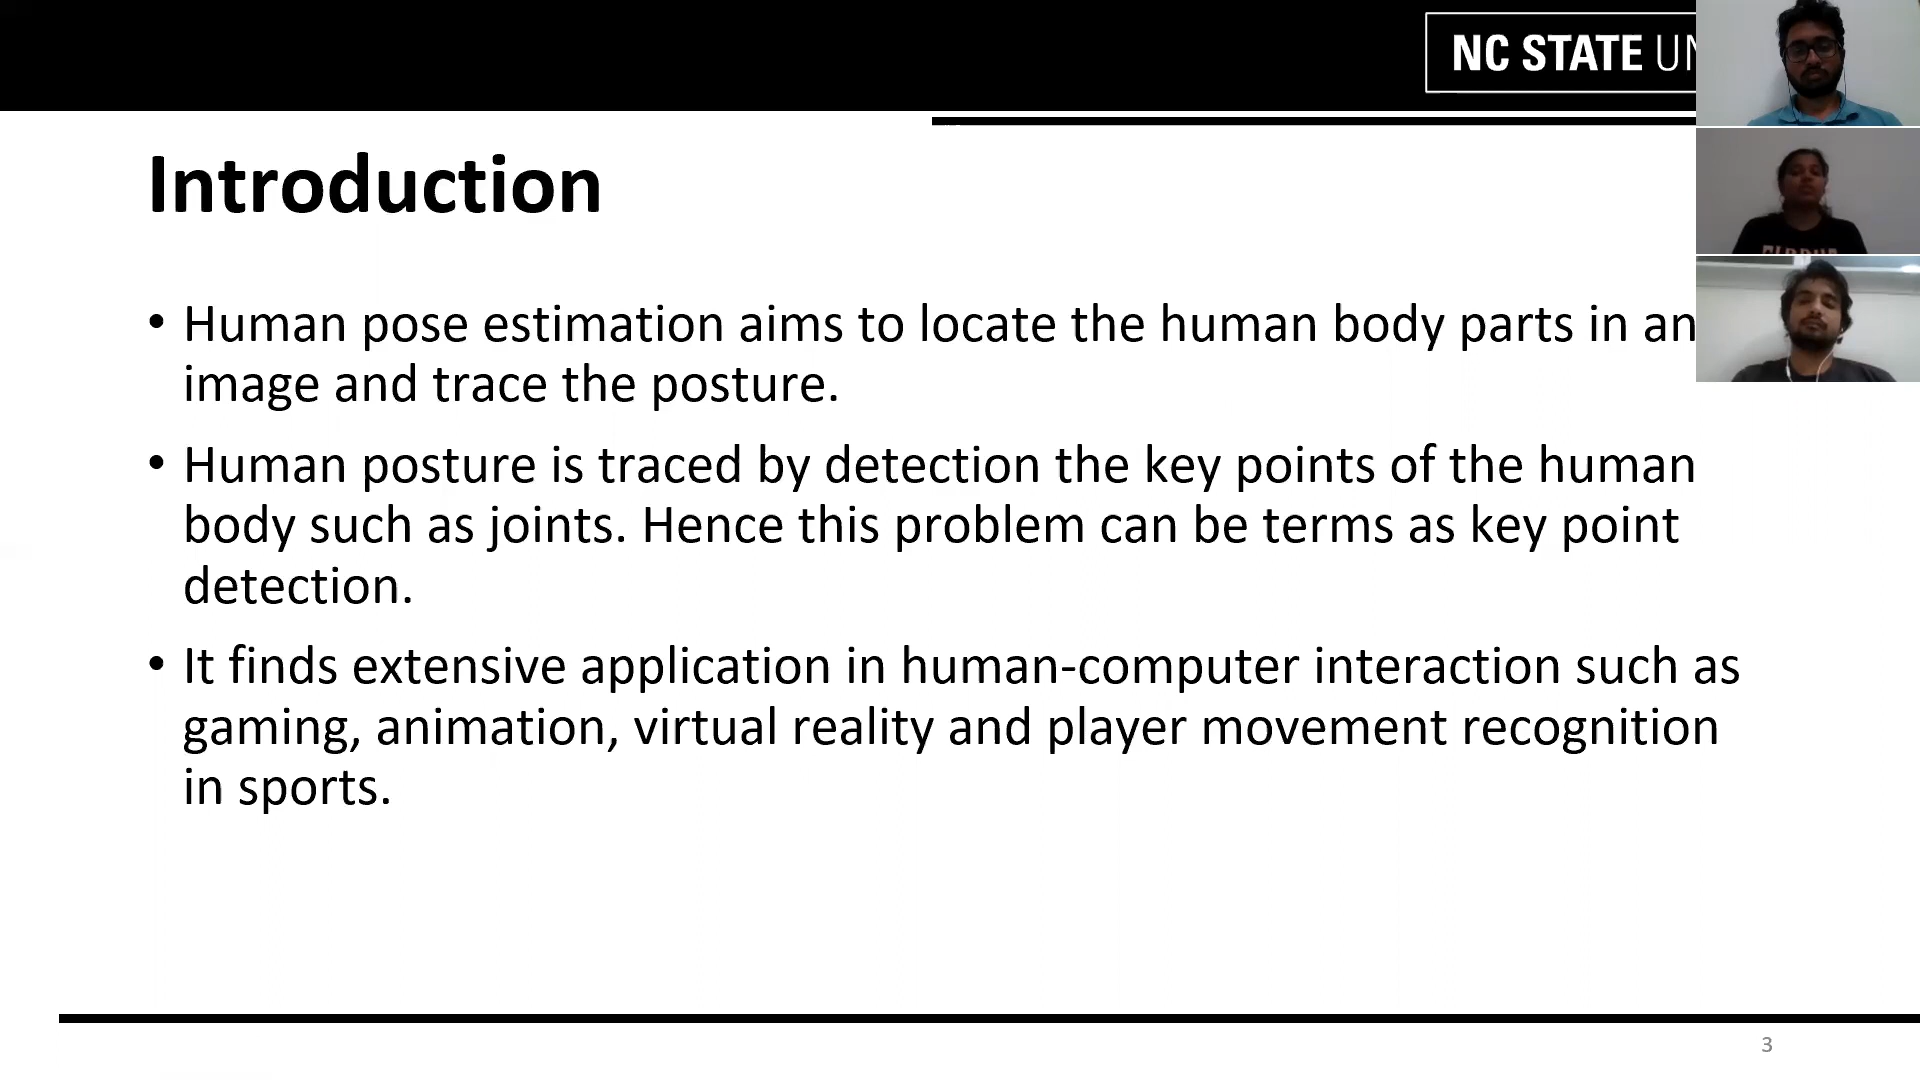 NC STATE
Introduction
• Human pose estimation aims to locate the human body parts in an
image and trace the posture.
• Human posture is traced by detection the key points of the human
body such as joints. Hence this problem can be terms as key point
detection.
• It finds extensive application in human-computer interaction such as
gaming, animation, virtual reality and player movement recognition
in sports.
3